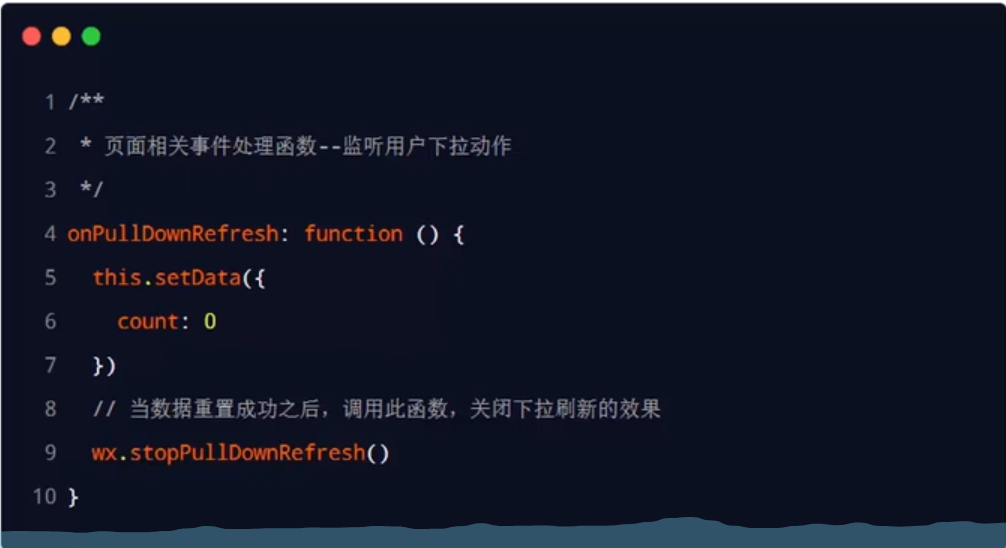 1 /**
2 * 页面相关事件处理函数--监听用户下拉动作
3 */
4 onPullDownRefresh: function () {
5 this.setData({
6 count: 0
7 })
8 // 当数据重置成功之后，调用此函数，关闭下拉刷新的效果
9 wx.stopPullDownRefresh()
10 }